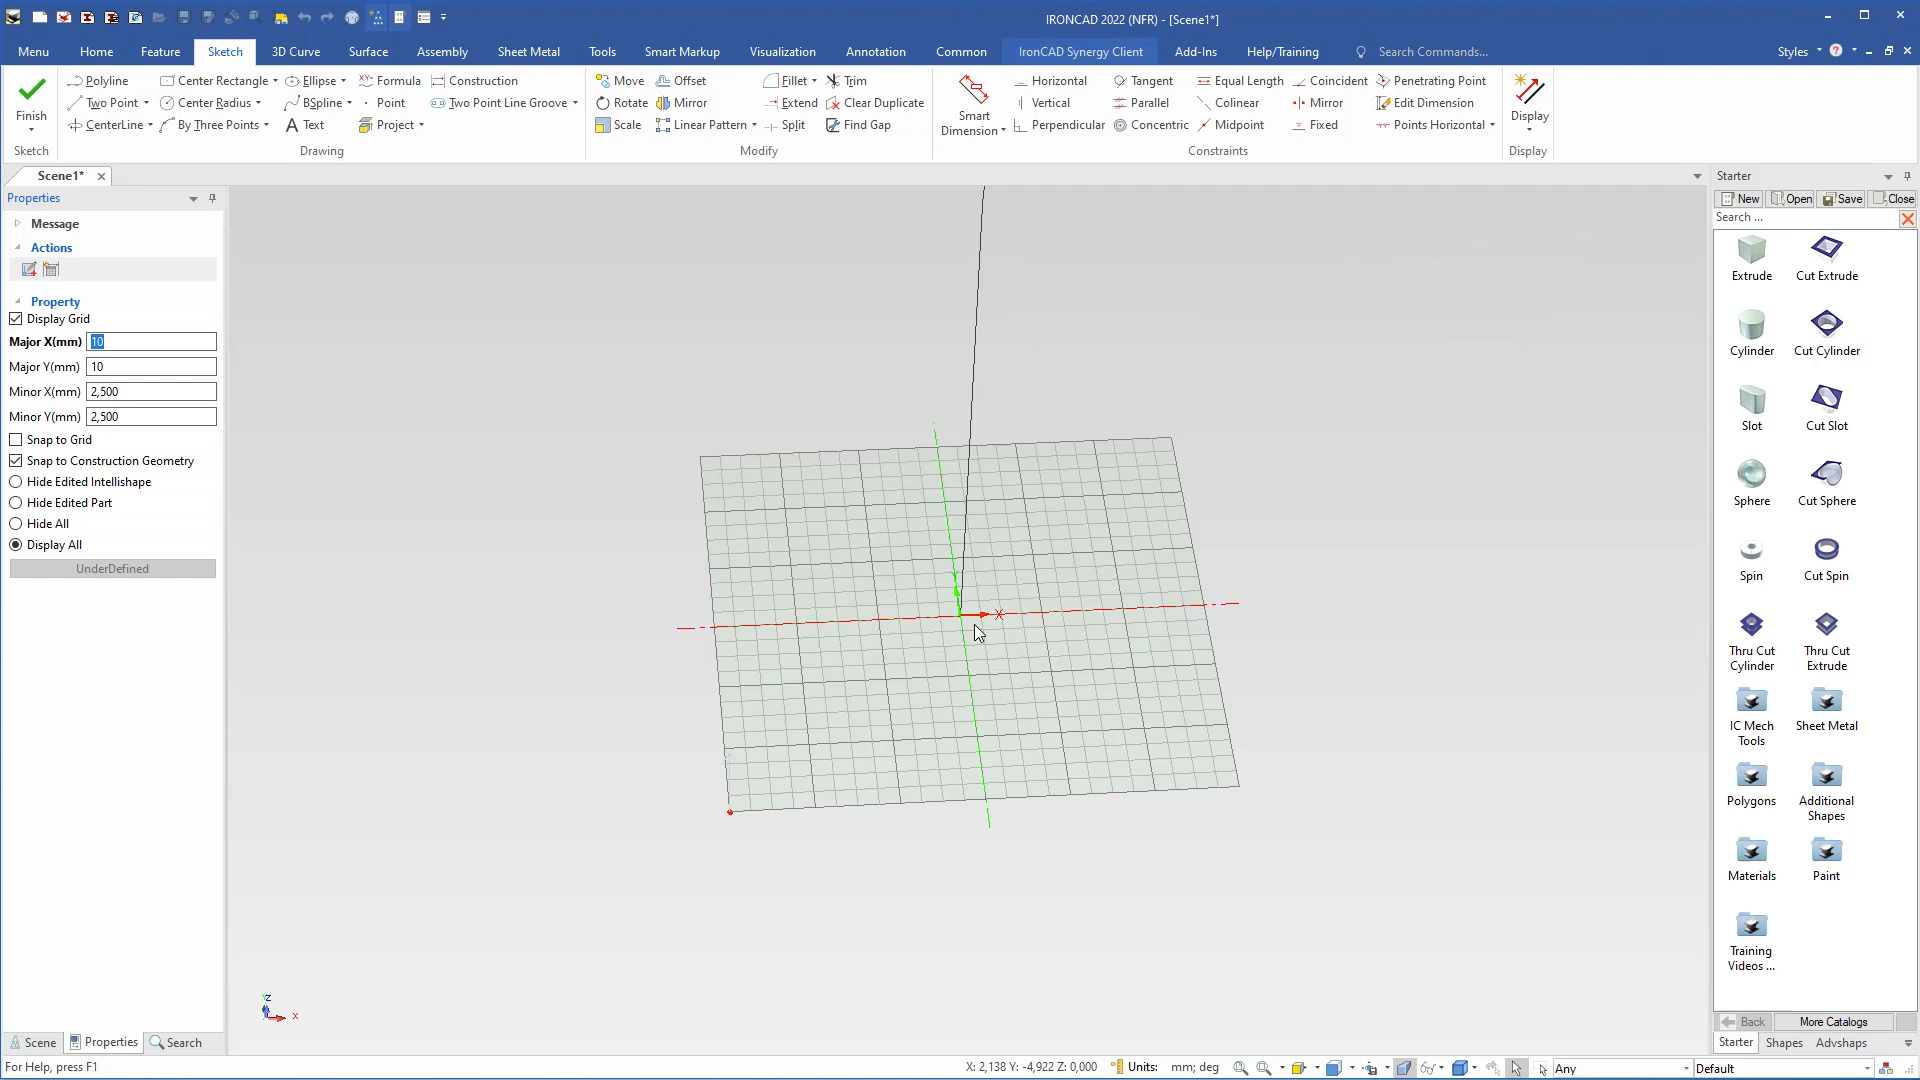 IRONCAD 2022 (NFR) - [Scene1*]
Menu Home Feature Sketch 3D Curve Surface Assembly Sheet Metal Tools Smart Markup Visualization Annotation Common IronCAD Synergy Client Add-Ins Help/Training Search Commands... Styles
Polyline Center Rectangle Ellipse Formula Construction Move Offset Fillet Trim Horizontal Tangent Equal Length Coincident Penetrating Point
Two Point Center Radius BSpline Point Two Point Line Groove Rotate Mirror Extend Clear Duplicate Vertical Parallel Colinear Mirror Edit Dimension
Finish Smart Dimension Display
CenterLine By Three Points Text Project Scale Linear Pattern Split Find Gap Perpendicular Concentric Midpoint Fixed Points Horizontal
Sketch Drawing Modify Constraints Display
Scene1*
Properties
Message
Actions
Property
Display Grid
Major X(mm) 10
Major Y(mm) 10
Minor X(mm) 2,500
Minor Y(mm) 2,500
Snap to Grid
Snap to Construction Geometry
Hide Edited Intellishape
Hide Edited Part
Hide All
Display All
UnderDefined
X
Z
X
Starter
New Open Save Close
Search ...
Extrude Cut Extrude
Cylinder Cut Cylinder
Slot Cut Slot
Sphere Cut Sphere
Spin Cut Spin
Thru Cut Thru Cut
Cylinder Extrude
IC Mech Sheet Metal
Tools
Polygons Additional
Shapes
Materials Paint
Training
Videos ...
Back More Catalogs
Scene Properties Search
Starter Shapes Advshapes
For Help, press F1
X: 2,138 Y: -4,922 Z: 0,000 Units: mm; deg Any Default